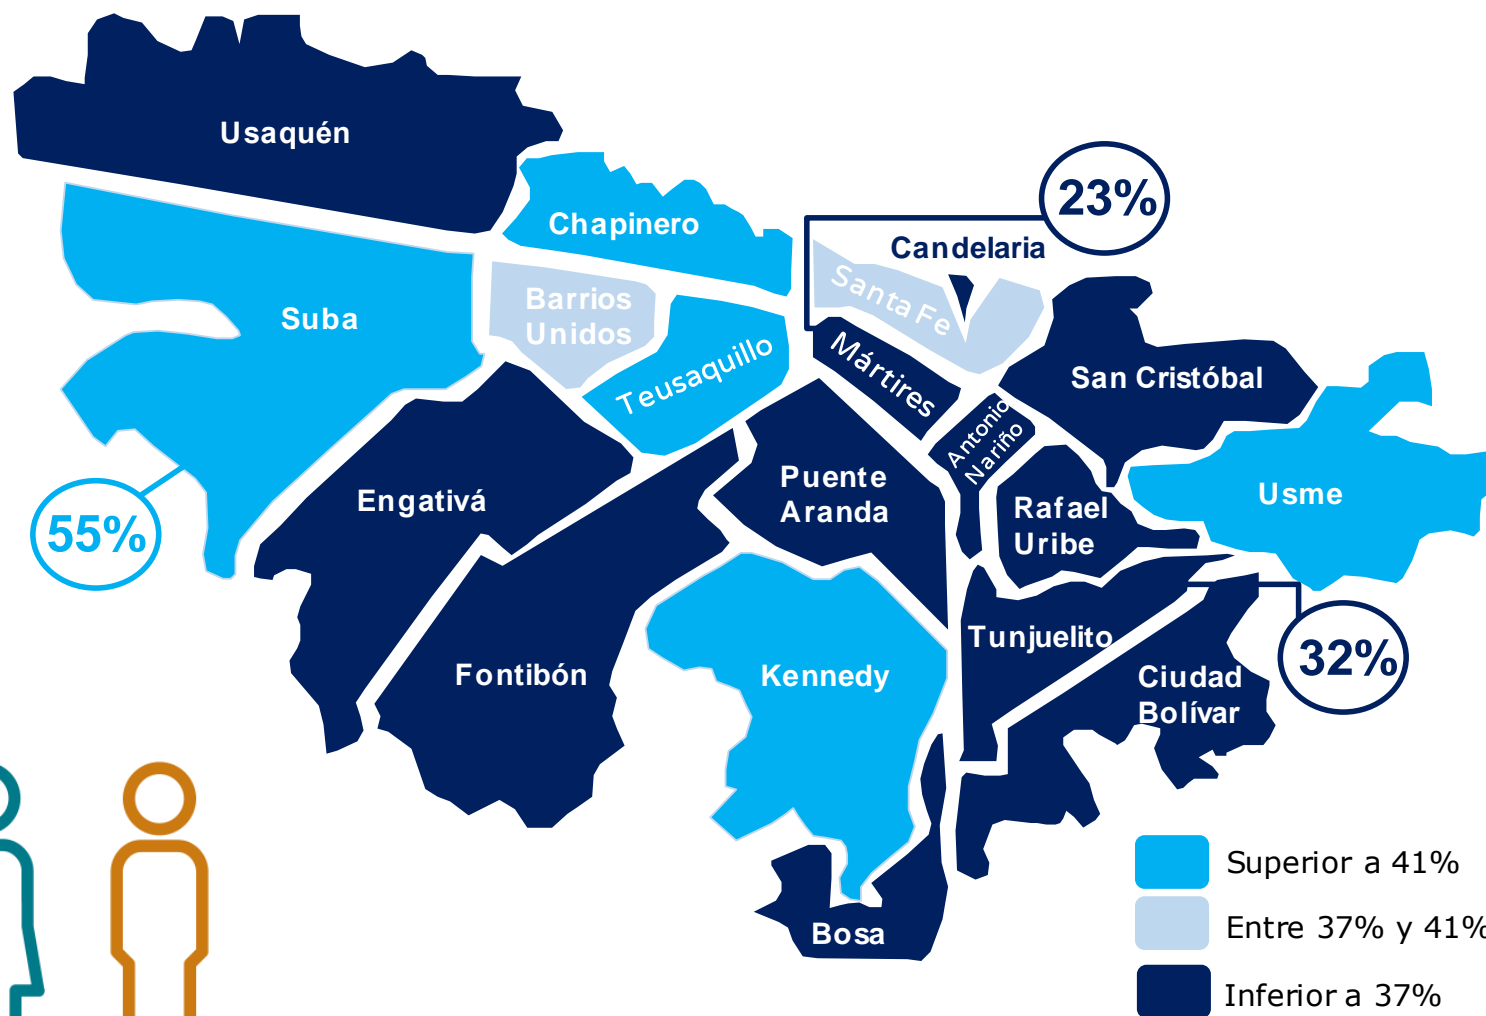 Usaquén
23%
Chapinero
Candelaria
Santa Fe
Barrios
Unidos
Suba
Teusaquillo
Mártires
San Cristóbal
Antonio
Nariño
Puente
Aranda
Engativá
Usme
Rafael
Uribe
55%
Tunjuelito
32%
Fontibón
Kennedy
Ciudad
Bolívar
Bosa
Superior a 41%
Entre 37% y 41%
Inferior a 37%